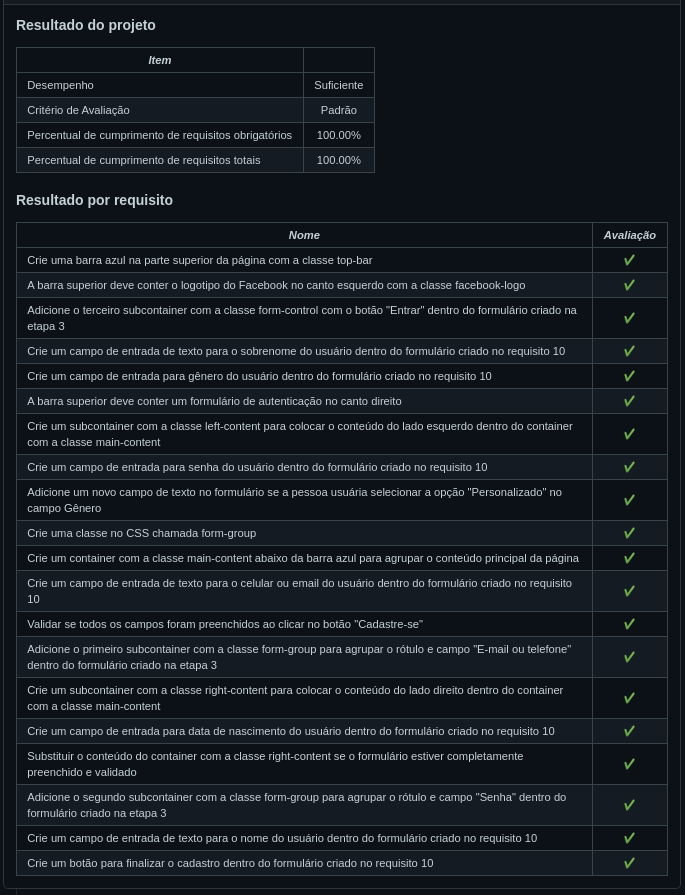 Resultado do projeto
Item
Desempenho Suficiente
Critério de Avaliação Padrão
Percentual de cumprimento de requisitos obrigatórios 100.00%
Percentual de cumprimento de requisitos totais 100.00%
Resultado por requisito
Nome Avaliação
Crie uma barra azul na parte superior da página com a classe top-bar ✔
A barra superior deve conter o logotipo do Facebook no canto esquerdo com a classe facebook-logo ✔
Adicione o terceiro subcontainer com a classe form-control com o botão "Entrar" dentro do formulário criado na
etapa 3 ✔
Crie um campo de entrada de texto para o sobrenome do usuário dentro do formulário criado no requisito 10 ✔
Crie um campo de entrada para gênero do usuário dentro do formulário criado no requisito 10 ✔
A barra superior deve conter um formulário de autenticação no canto direito ✔
Crie um subcontainer com a classe left-content para colocar o conteúdo do lado esquerdo dentro do container
com a classe main-content ✔
Crie um campo de entrada para senha do usuário dentro do formulário criado no requisito 10 ✔
Adicione um novo campo de texto no formulário se a pessoa usuária selecionar a opção "Personalizado" no
campo Gênero ✔
Crie uma classe no CSS chamada form-group ✔
Crie um container com a classe main-content abaixo da barra azul para agrupar o conteúdo principal da página ✔
Crie um campo de entrada de texto para o celular ou email do usuário dentro do formulário criado no requisito
10 ✔
Validar se todos os campos foram preenchidos ao clicar no botão "Cadastre-se" ✔
Adicione o primeiro subcontainer com a classe form-group para agrupar o rótulo e campo "E-mail ou telefone"
dentro do formulário criado na etapa 3 ✔
Crie um subcontainer com a classe right-content para colocar o conteúdo do lado direito dentro do container
com a classe main-content ✔
Crie um campo de entrada para data de nascimento do usuário dentro do formulário criado no requisito 10 ✔
Substituir o conteúdo do container com a classe right-content se o formulário estiver completamente
preenchido e validado ✔
Adicione o segundo subcontainer com a classe form-group para agrupar o rótulo e campo "Senha" dentro do
formulário criado na etapa 3 ✔
Crie um campo de entrada de texto para o nome do usuário dentro do formulário criado no requisito 10 ✔
Crie um botão para finalizar o cadastro dentro do formulário criado no requisito 10 ✔